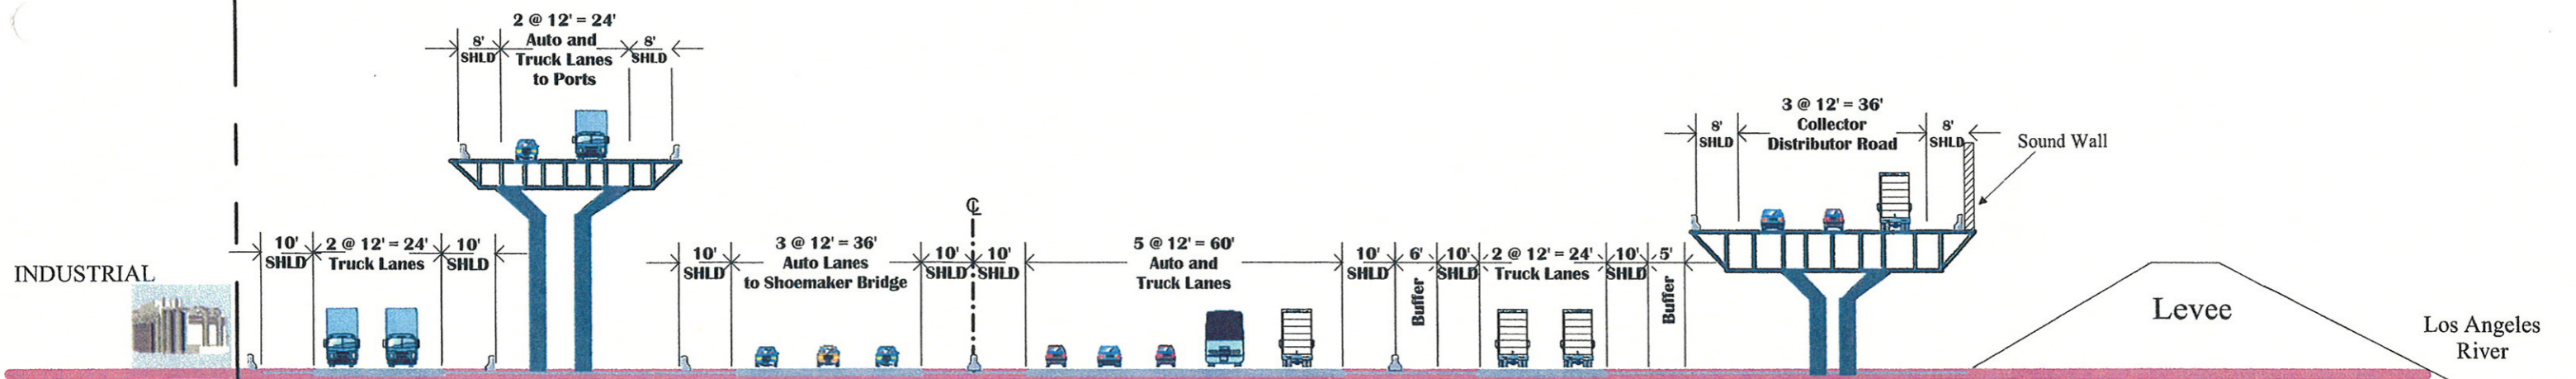 2 @ 12' = 24'
Auto and
Truck Lanes
to Ports
8'
SHLD
8'
SHLD
3 @ 12' = 36'
Collector
Distributor Road
8'
SHLD
8'
SHLD
Sound Wall
INDUSTRIAL
10'
SHLD
2 @ 12' = 24'
Truck Lanes
10'
SHLD
10'
SHLD
3 @ 12' = 36'
Auto Lanes
to Shoemaker Bridge
10'
SHLD
CL
10'
SHLD
5 @ 12' = 60'
Auto and
Truck Lanes
10'
SHLD
6'
Buffer
10'
SHLD
2 @ 12' = 24'
Truck Lanes
10'
SHLD
5'
Buffer
Levee
Los Angeles
River